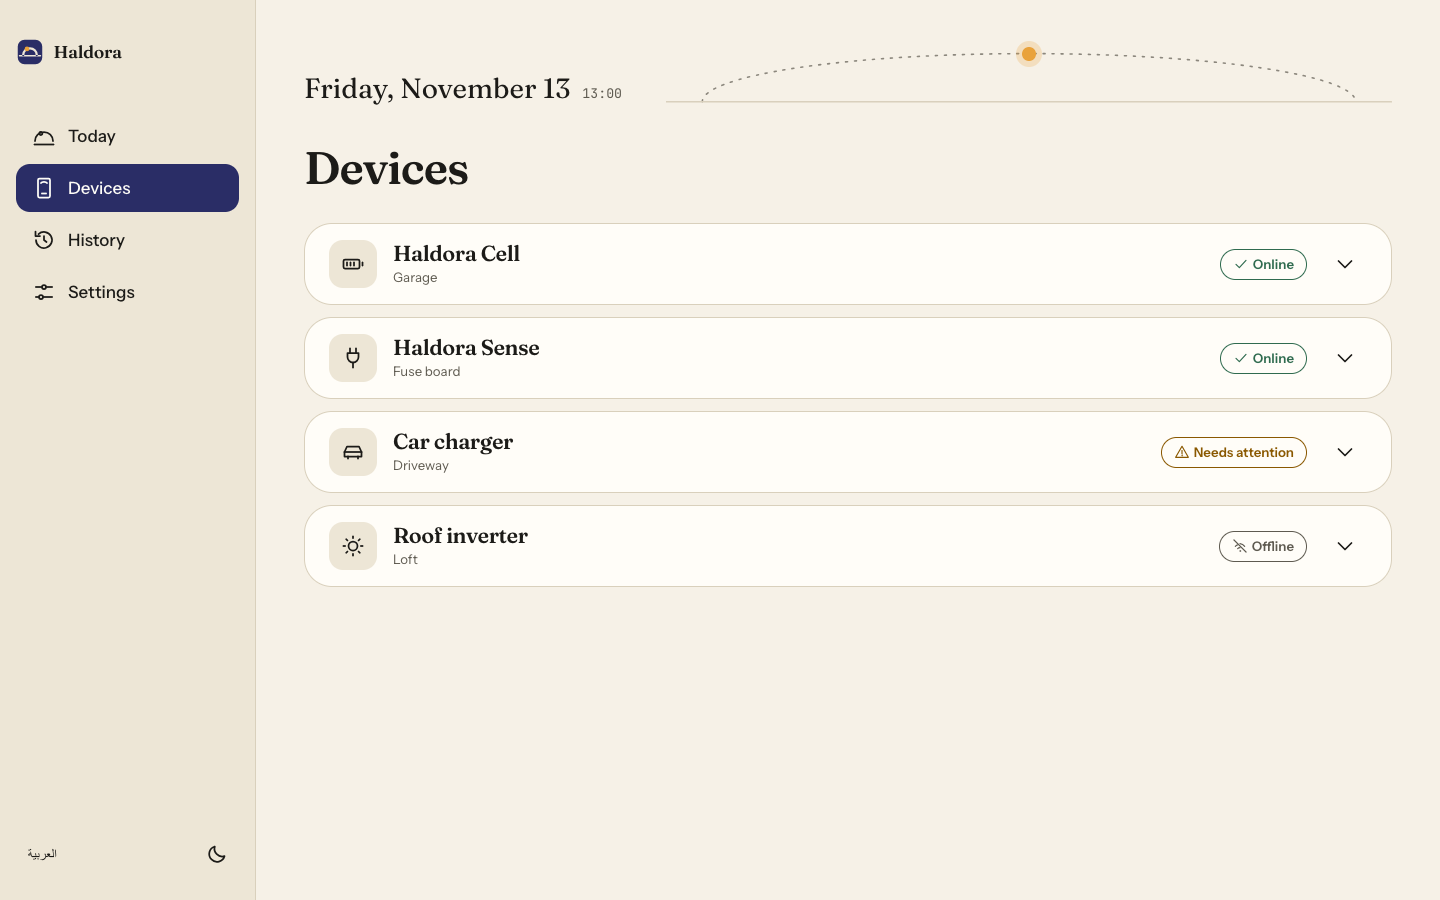 Haldora
Today
Devices
History
Settings
العربية
Friday, November 13 13:00
Devices
Haldora Cell
Garage
Online
Haldora Sense
Fuse board
Online
Car charger
Driveway
Needs attention
Roof inverter
Loft
Offline